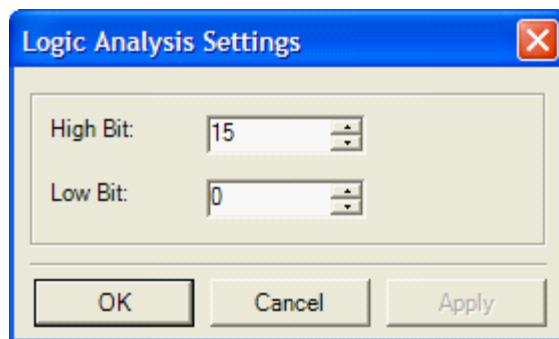 Logic Analysis Settings
High Bit: 15
Low Bit: 0
OK Cancel Apply